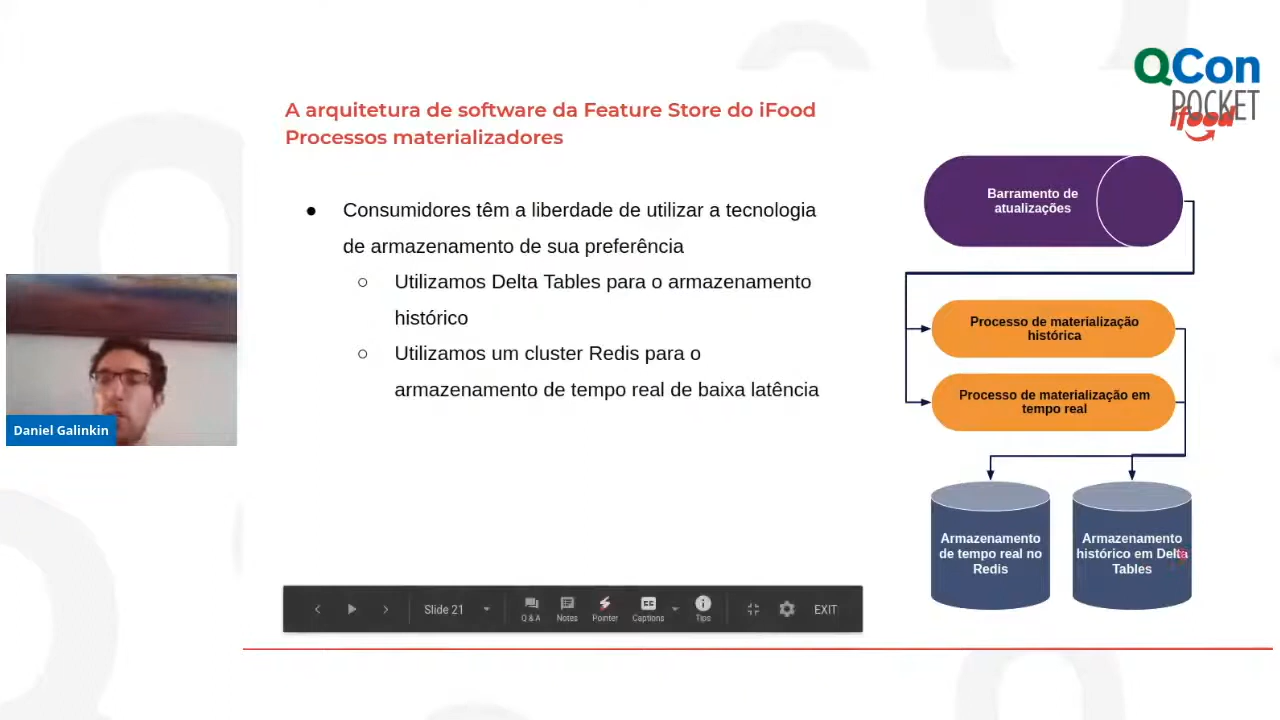 QCon
POCKET
ifood
A arquitetura de software da Feature Store do iFood
Processos materializadores
● Consumidores têm a liberdade de utilizar a tecnologia
de armazenamento de sua preferência
○ Utilizamos Delta Tables para o armazenamento
histórico
○ Utilizamos um cluster Redis para o
armazenamento de tempo real de baixa latência
Barramento de
atualizações
Processo de materialização
histórica
Processo de materialização em
tempo real
Armazenamento
de tempo real no
Redis
Armazenamento
histórico em Delta
Tables
Daniel Galinkin
Slide 21
Q & A
Notes
Pointer
Captions
Tips
EXIT